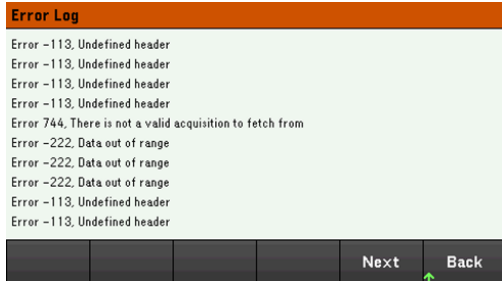 Error Log
Error -113, Undefined header
Error -113, Undefined header
Error -113, Undefined header
Error -113, Undefined header
Error 744, There is not a valid acquisition to fetch from
Error -222, Data out of range
Error -222, Data out of range
Error -222, Data out of range
Error -113, Undefined header
Error -113, Undefined header
Next Back